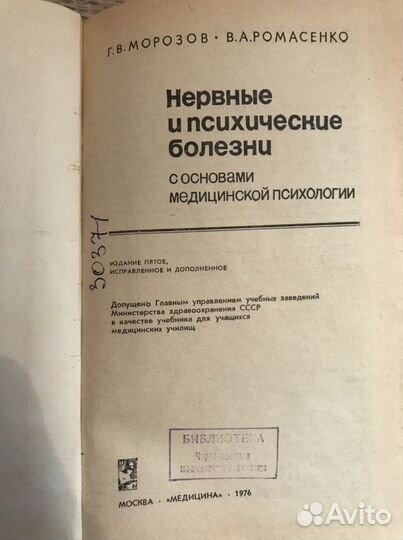 Г. В. МОРОЗОВ · В. А. РОМАСЕНКО
Нервные
и психические
болезни
с основами
медицинской психологии
30371
ИЗДАНИЕ ПЯТОЕ,
ИСПРАВЛЕННОЕ И ДОПОЛНЕННОЕ
Допущено Главным управлением учебных заведений
Министерства здравоохранения СССР
в качестве учебника для учащихся
медицинских училищ
БИБЛИОТЕКА
МОСКВА · «МЕДИЦИНА» · 1976
Avito